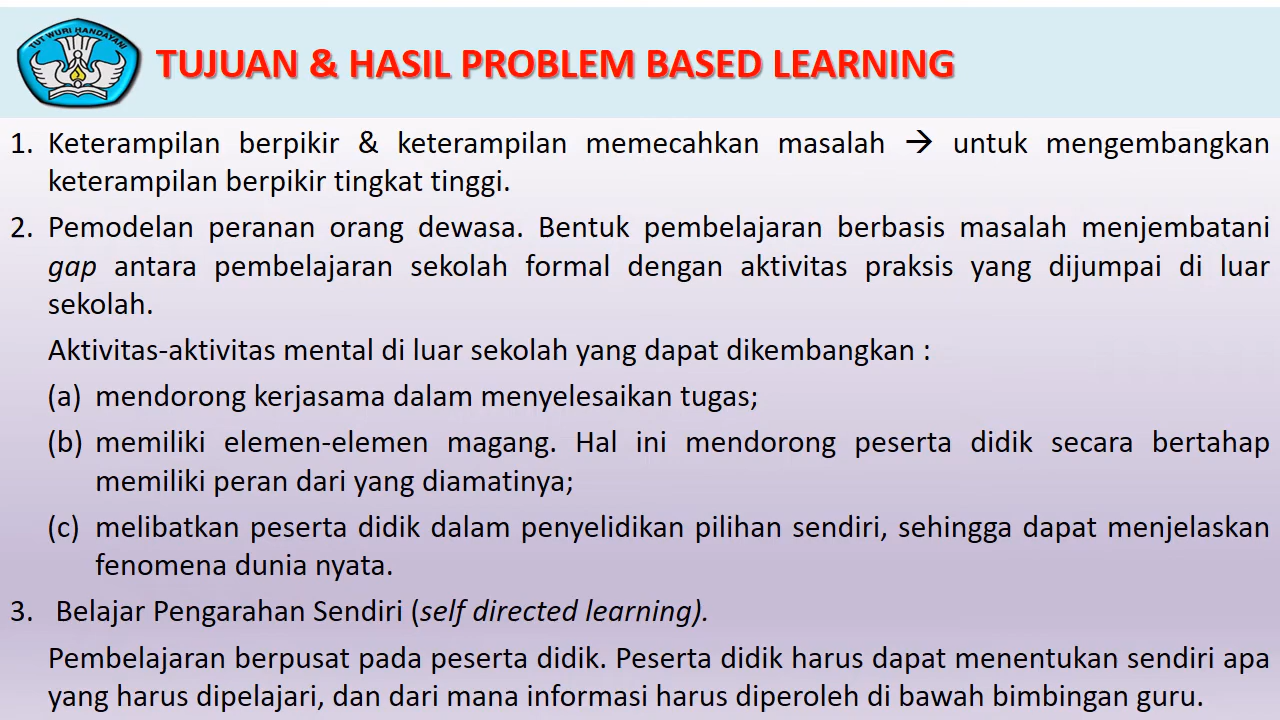 TUT WURI HANDAYANI
TUJUAN & HASIL PROBLEM BASED LEARNING
1. Keterampilan berpikir & keterampilan memecahkan masalah → untuk mengembangkan
keterampilan berpikir tingkat tinggi.
2. Pemodelan peranan orang dewasa. Bentuk pembelajaran berbasis masalah menjembatani
gap antara pembelajaran sekolah formal dengan aktivitas praksis yang dijumpai di luar
sekolah.
Aktivitas-aktivitas mental di luar sekolah yang dapat dikembangkan :
(a) mendorong kerjasama dalam menyelesaikan tugas;
(b) memiliki elemen-elemen magang. Hal ini mendorong peserta didik secara bertahap
memiliki peran dari yang diamatinya;
(c) melibatkan peserta didik dalam penyelidikan pilihan sendiri, sehingga dapat menjelaskan
fenomena dunia nyata.
3. Belajar Pengarahan Sendiri (self directed learning).
Pembelajaran berpusat pada peserta didik. Peserta didik harus dapat menentukan sendiri apa
yang harus dipelajari, dan dari mana informasi harus diperoleh di bawah bimbingan guru.